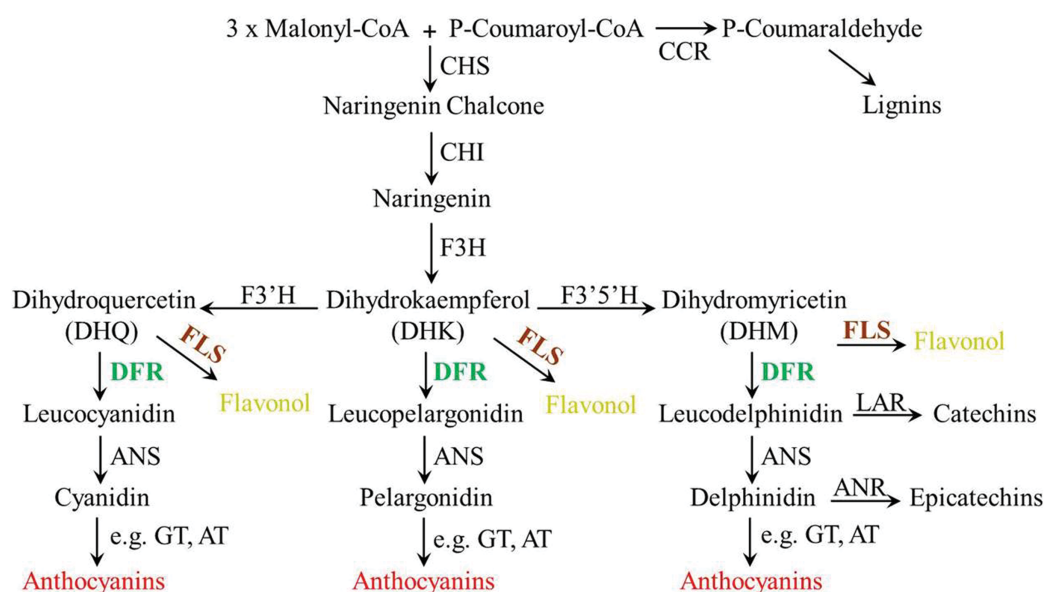 3 x Malonyl-CoA + P-Coumaroyl-CoA P-Coumaraldehyde
CCR
CHS
Naringenin Chalcone Lignins
CHI
Naringenin
F3H
Dihydroquercetin F3’H Dihydrokaempferol F3’5’H Dihydromyricetin
(DHQ) FLS (DHK) FLS (DHM) FLS Flavonol
DFR DFR DFR
Flavonol Flavonol
Leucocyanidin Leucopelargonidin Leucodelphinidin LAR Catechins
ANS ANS ANS
Cyanidin Pelargonidin Delphinidin ANR Epicatechins
e.g. GT, AT e.g. GT, AT e.g. GT, AT
Anthocyanins Anthocyanins Anthocyanins